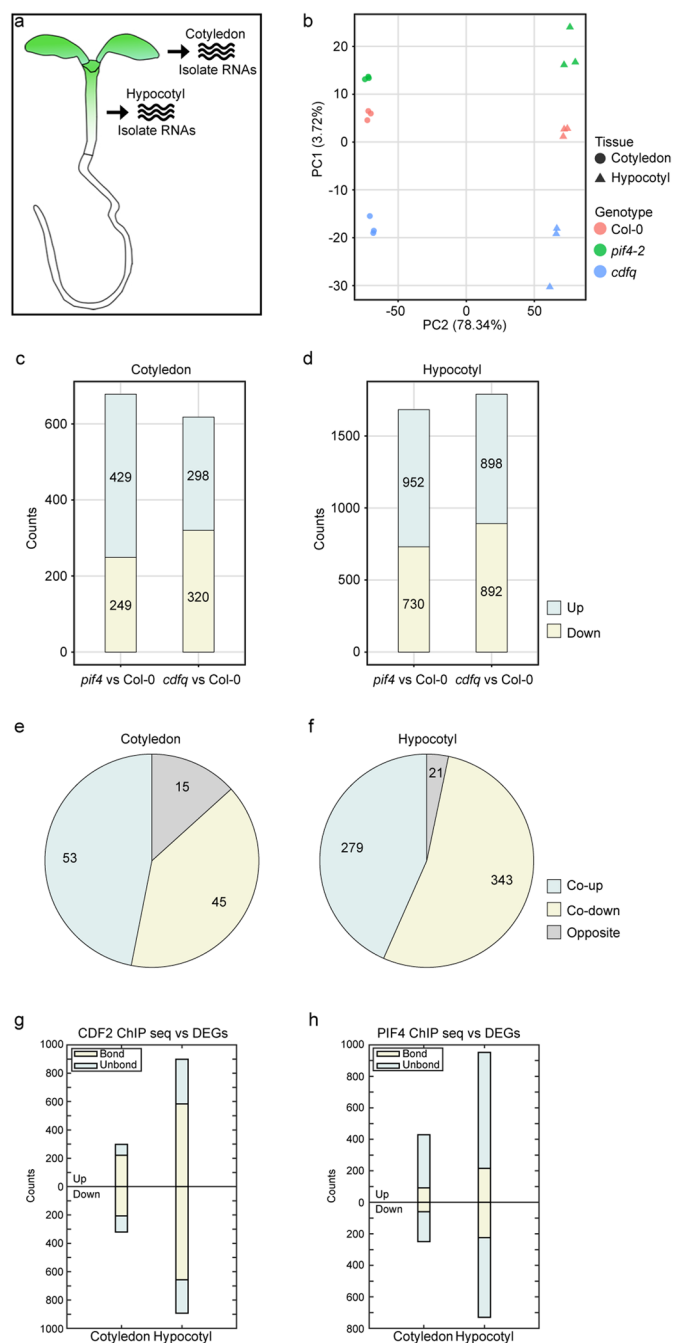 a
Cotyledon
Isolate RNAs
Hypocotyl
Isolate RNAs
b
20
10
0
-10
-20
-30
PC1 (3.72%)
-50
0
50
PC2 (78.34%)
Tissue
Cotyledon
Hypocotyl
Genotype
Col-0
pif4-2
cdfq
c
Cotyledon
600
400
200
0
Counts
429
249
298
320
pif4 vs Col-0
cdfq vs Col-0
d
Hypocotyl
1500
1000
500
0
Counts
952
730
898
892
pif4 vs Col-0
cdfq vs Col-0
Up
Down
e
Cotyledon
15
53
45
f
Hypocotyl
21
279
343
Co-up
Co-down
Opposite
g
CDF2 ChIP seq vs DEGs
Bond
Unbond
1000
800
600
400
200
0
200
400
600
800
1000
Counts
Up
Down
Cotyledon Hypocotyl
h
PIF4 ChIP seq vs DEGs
Bond
Unbond
1000
800
600
400
200
0
200
400
600
800
Counts
Up
Down
Cotyledon Hypocotyl